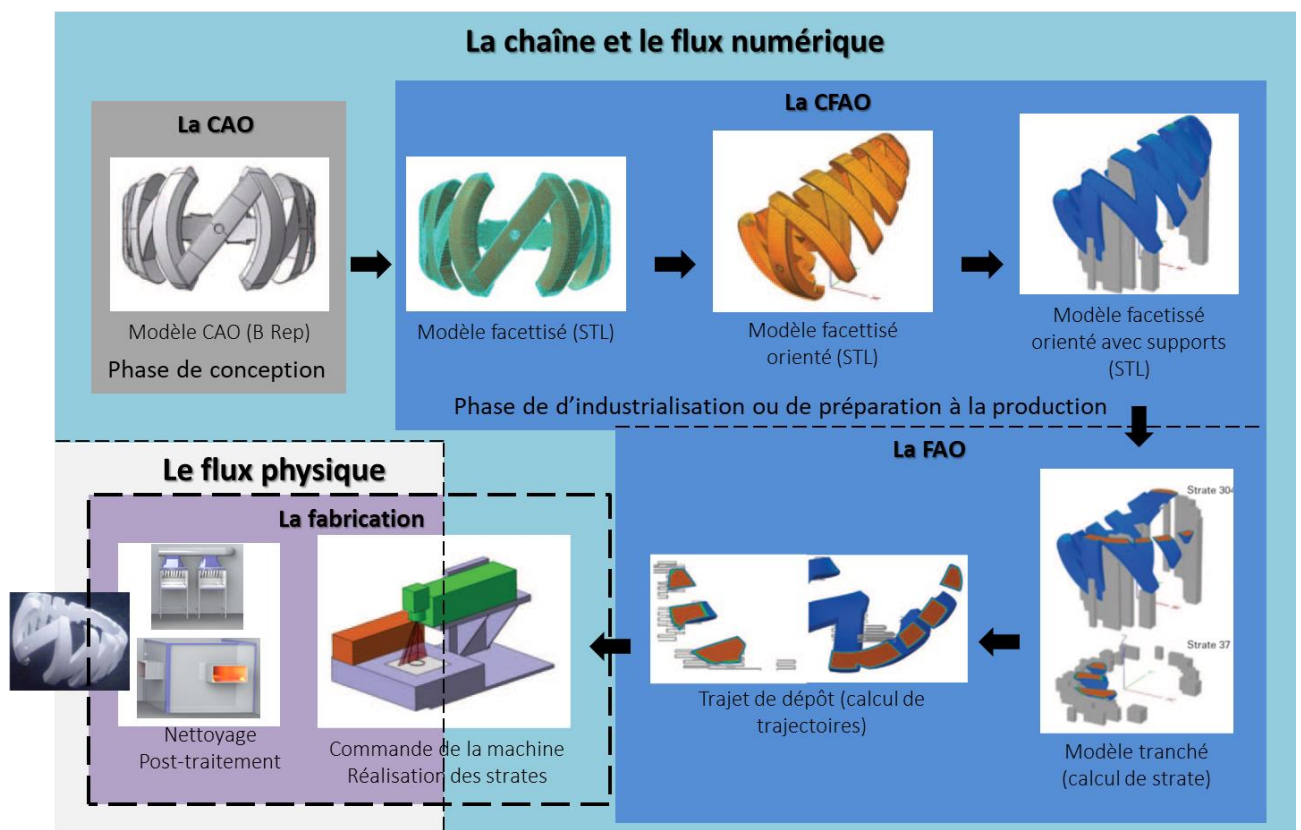 La chaîne et le flux numérique
La CAO
Modèle CAO (B Rep)
Phase de conception
La CFAO
Modèle facettisé (STL)
Modèle facettisé
orienté (STL)
Modèle facetissé
orienté avec supports
(STL)
Phase de d'industrialisation ou de préparation à la production
La FAO
Strate 304
Strate 37
Modèle tranché
(calcul de strate)
Trajet de dépôt (calcul de
trajectoires)
Le flux physique
La fabrication
Commande de la machine
Réalisation des strates
Nettoyage
Post-traitement